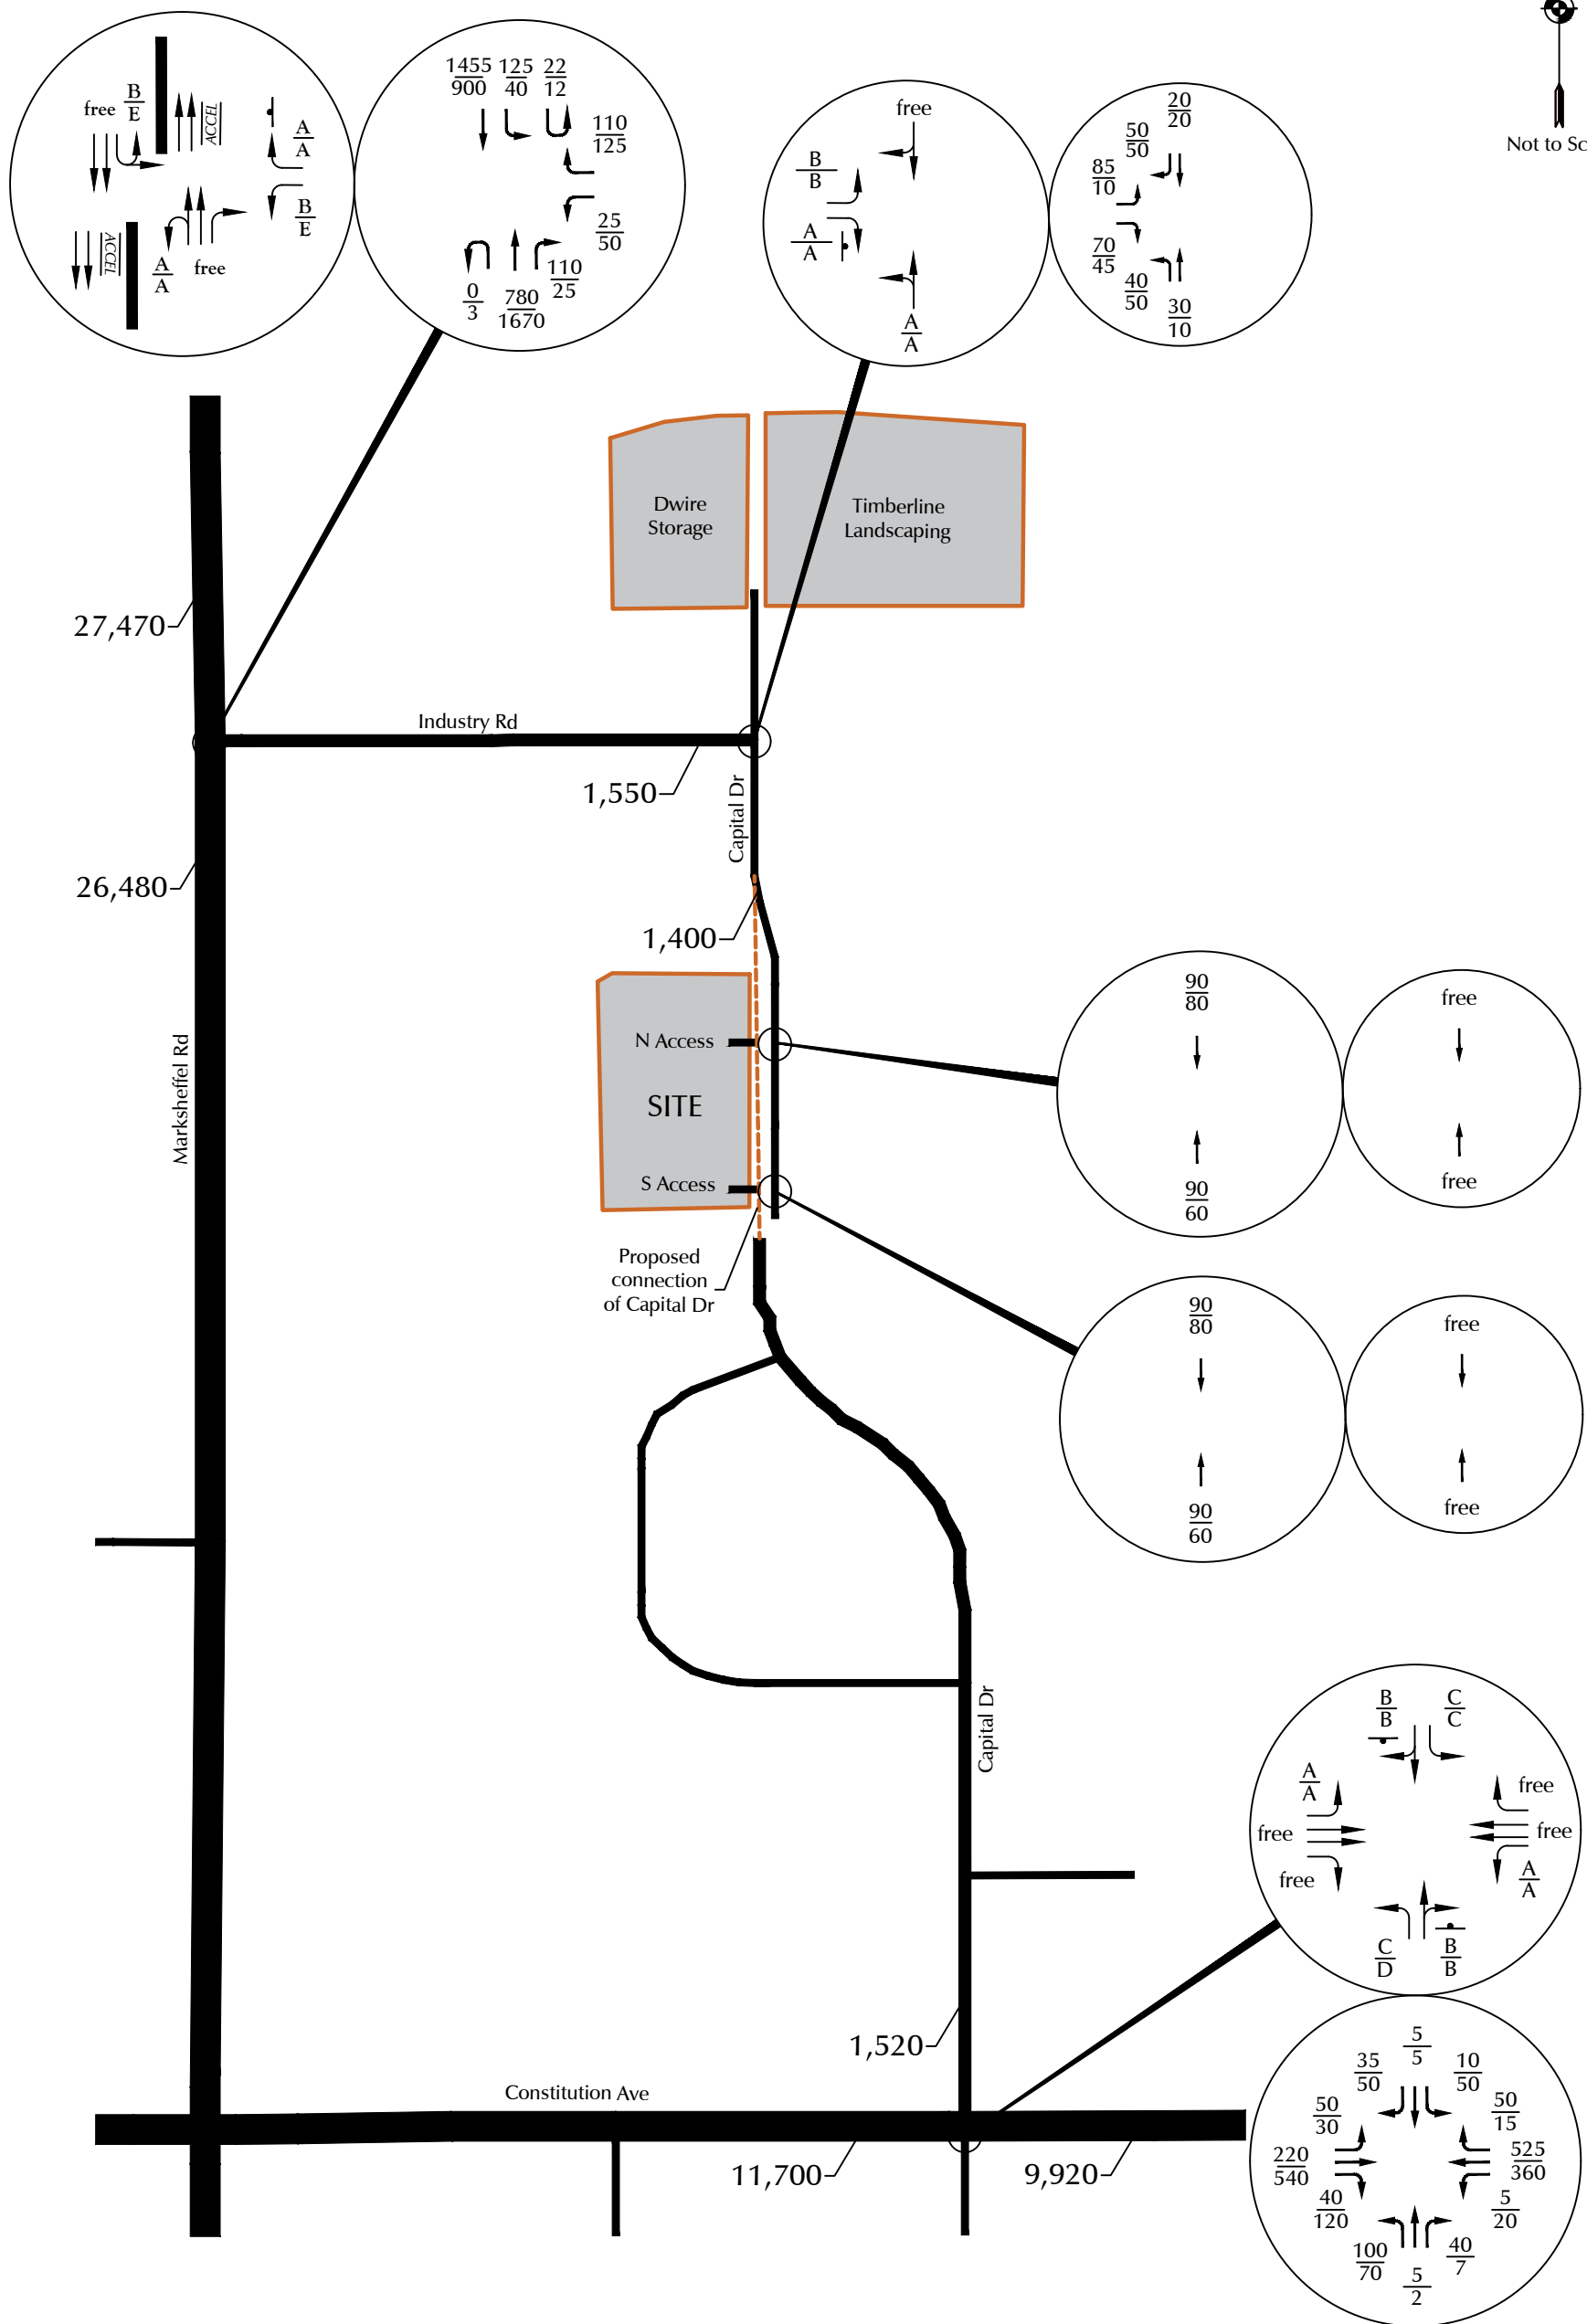 Not to Sc
free
B
E
ACCEL
A
A
B
E
ACCEL
A
A
free
1455
900
125
40
22
12
110
125
25
50
0
3
780
1670
110
25
free
B
B
A
A
A
A
20
20
50
50
85
10
70
45
40
50
30
10
Dwire
Storage
Timberline
Landscaping
27,470
Industry Rd
1,550
Capital Dr
26,480
1,400
Marksheffel Rd
N Access
SITE
S Access
90
80
90
60
free
free
Proposed
connection
of Capital Dr
90
80
90
60
free
free
Capital Dr
B
B
C
C
A
A
free
free
free
free
A
A
C
D
B
B
1,520
Constitution Ave
11,700
9,920
5
5
35
50
10
50
50
30
50
15
220
540
525
360
40
120
5
20
100
70
40
7
5
2